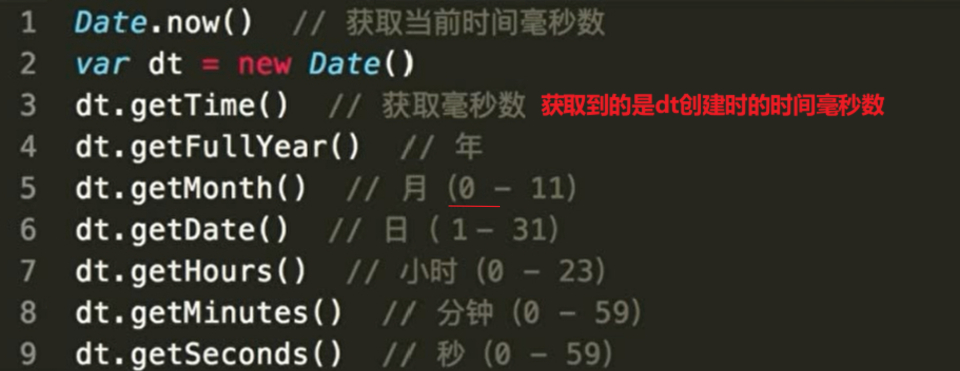 1 Date.now() // 获取当前时间毫秒数
2 var dt = new Date()
3 dt.getTime() // 获取毫秒数 获取到的是dt创建时的时间毫秒数
4 dt.getFullYear() // 年
5 dt.getMonth() // 月 (0 - 11)
6 dt.getDate() // 日 ( 1 - 31)
7 dt.getHours() // 小时 (0 - 23)
8 dt.getMinutes() // 分钟 (0 - 59)
9 dt.getSeconds() // 秒 (0 - 59)